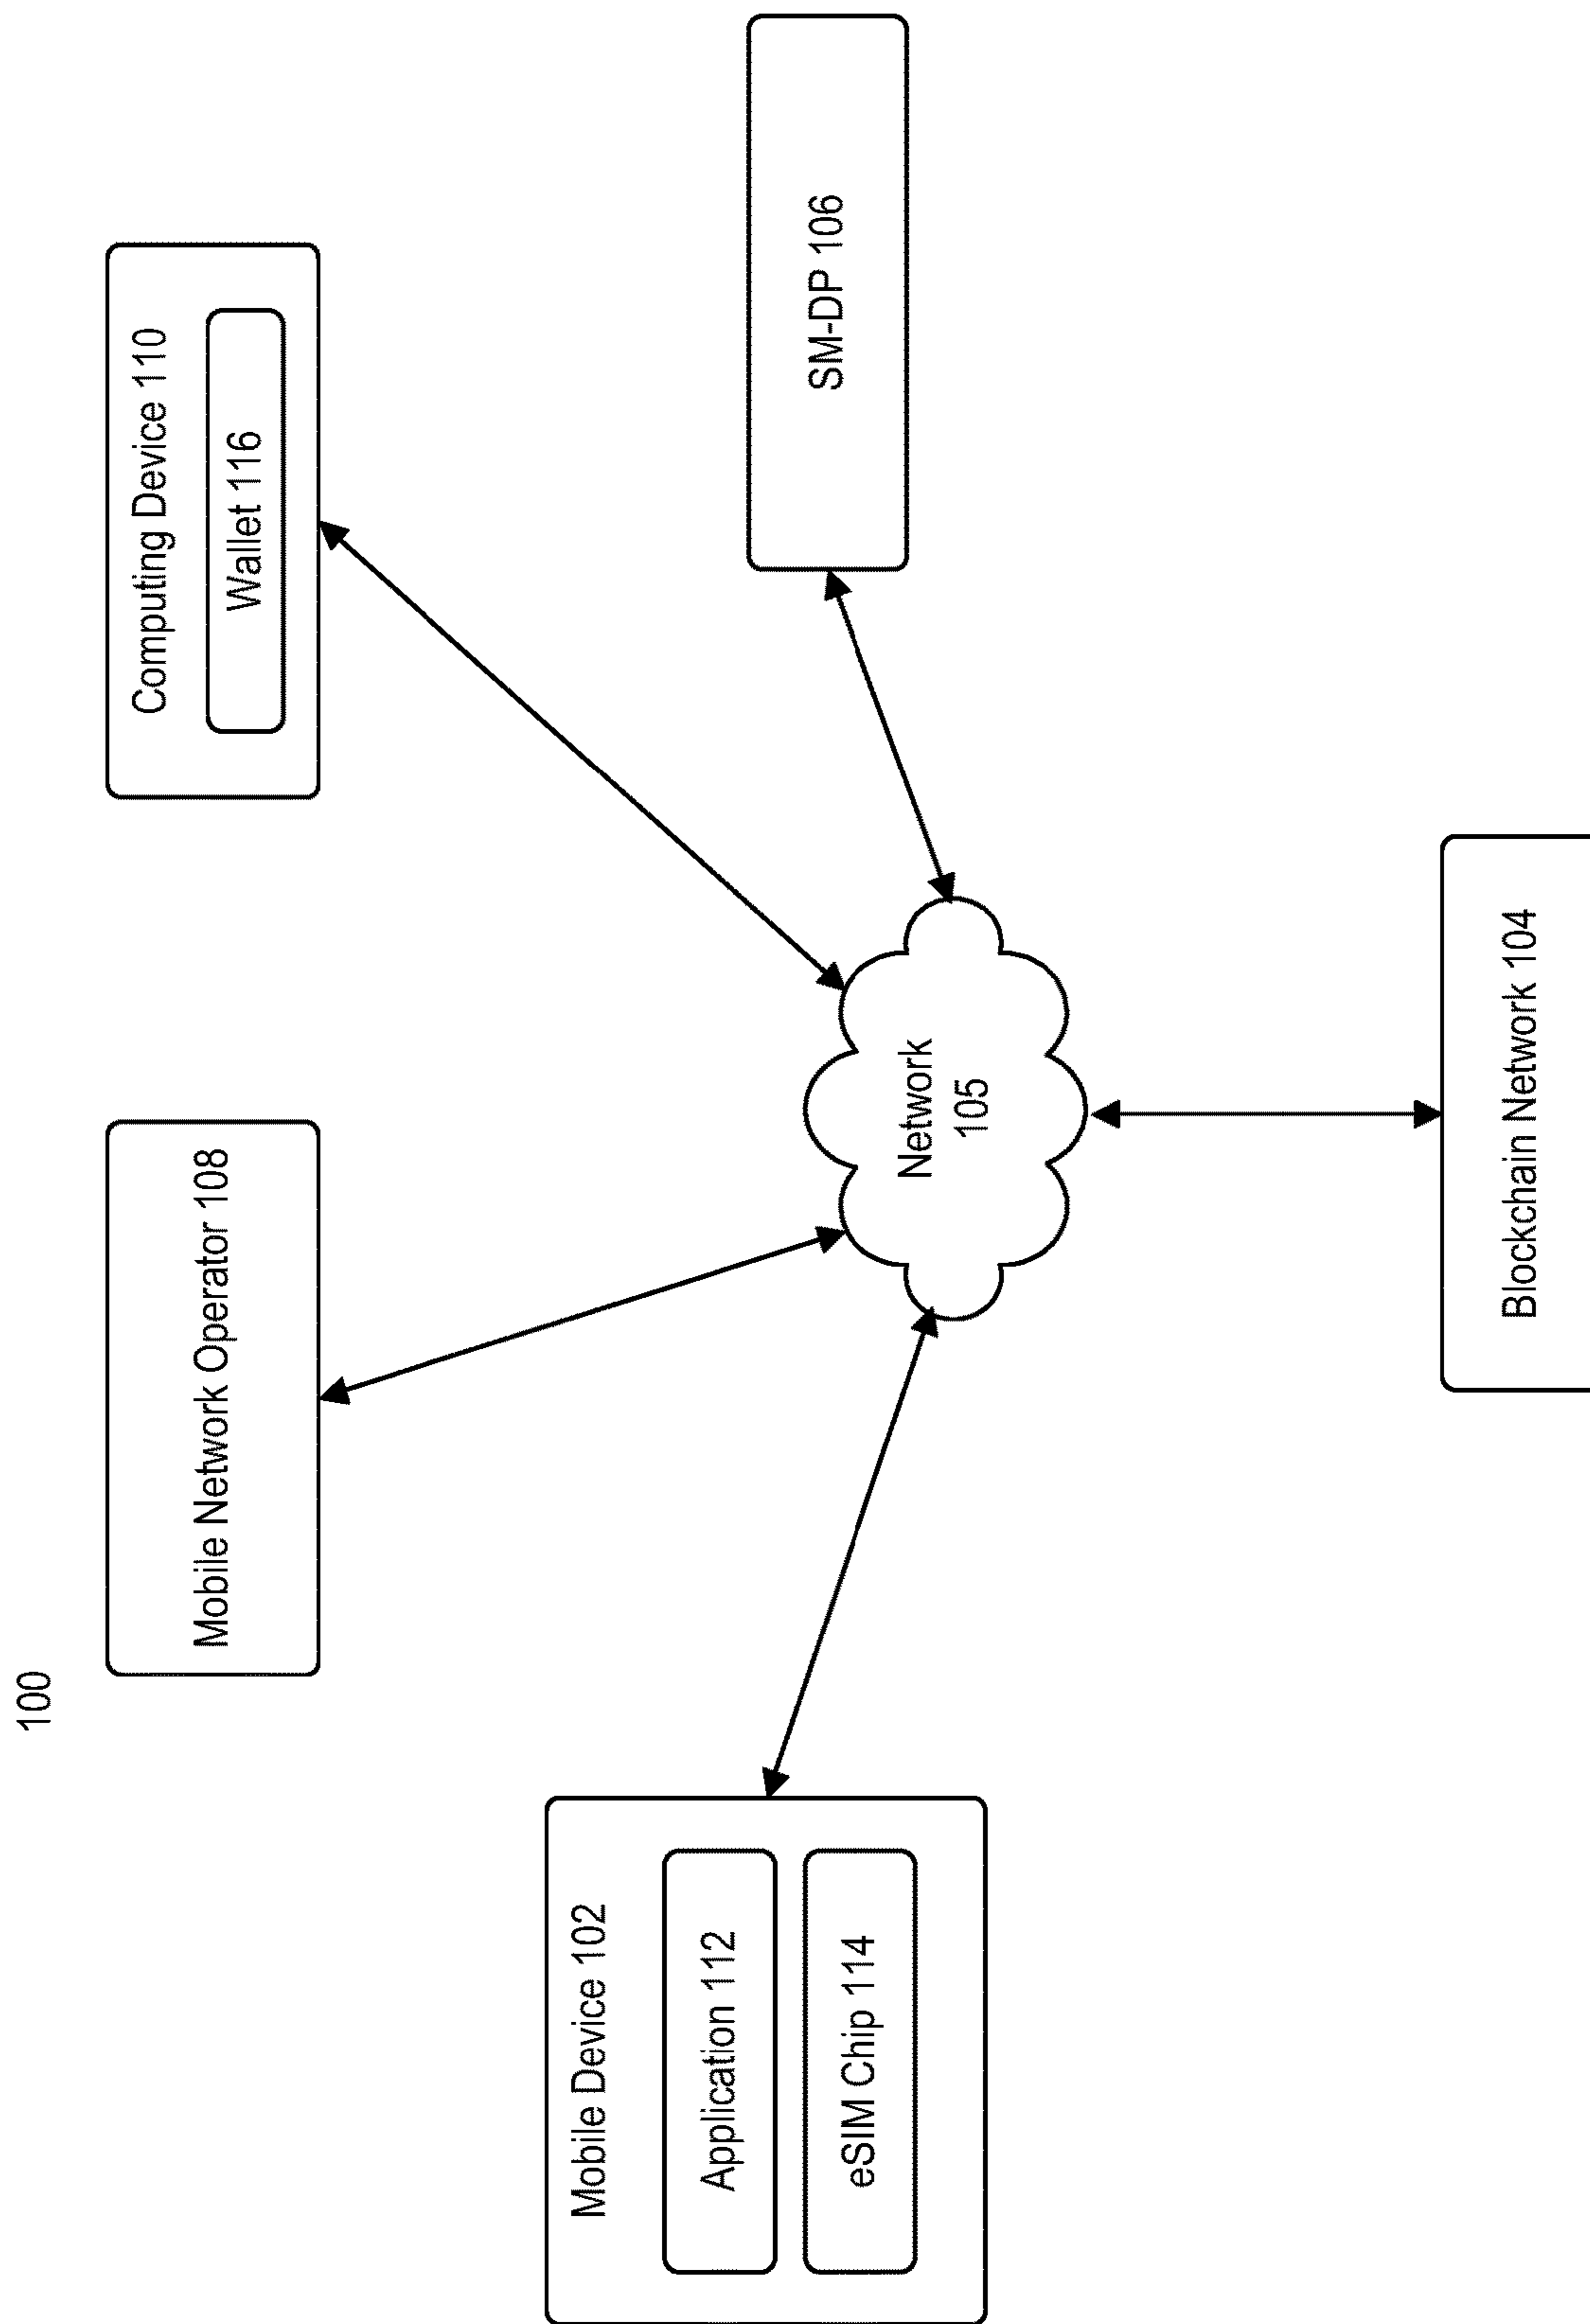 100
Mobile Network Operator 108
Computing Device 110
Wallet 116
Mobile Device 102
Application 112
eSIM Chip 114
SM-DP 106
Network
105
Blockchain Network 104